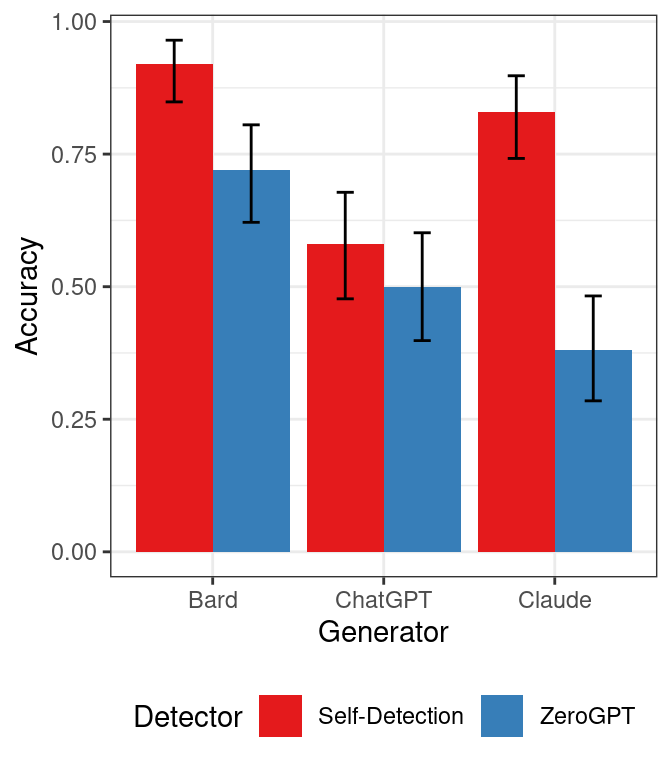 1.00
0.75
0.50
0.25
0.00
Accuracy
Bard ChatGPT Claude
Generator
Detector Self-Detection ZeroGPT